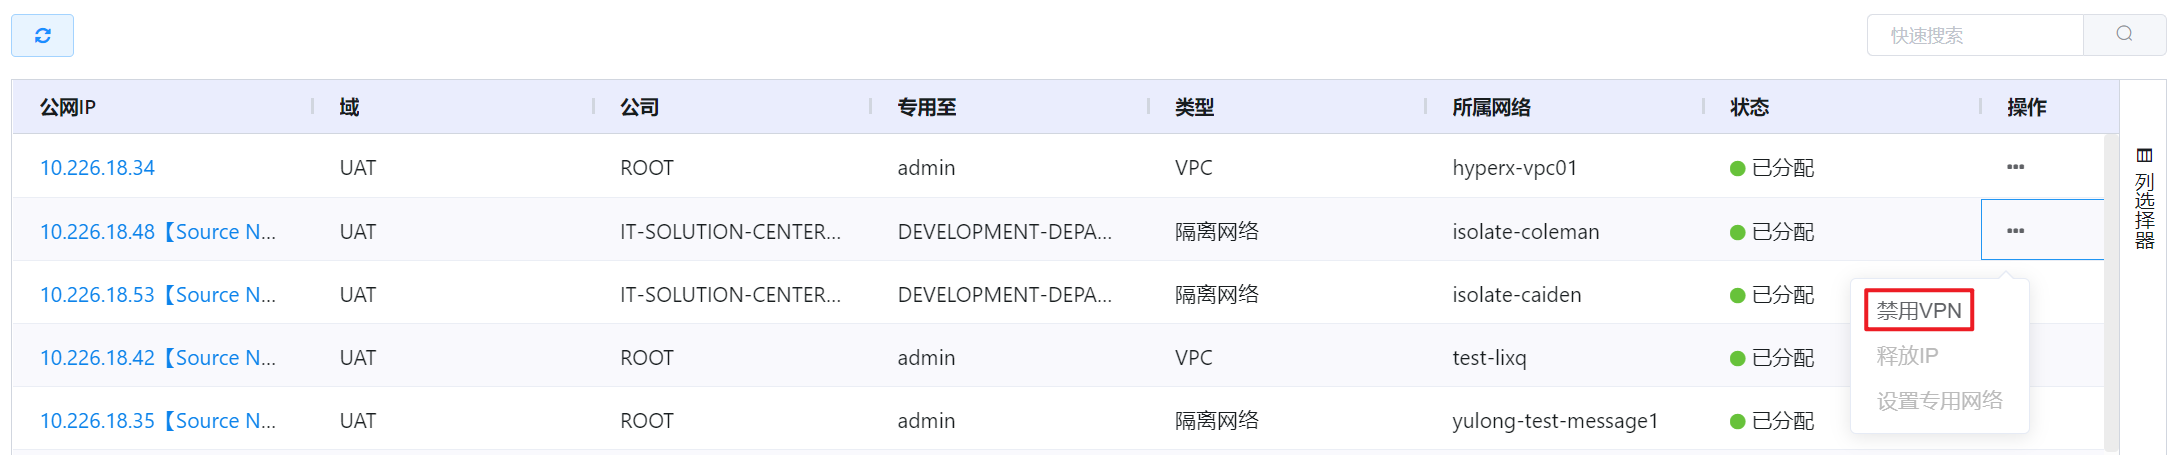 快速搜索
公网IP 域 公司 专用至 类型 所属网络 状态 操作
10.226.18.34 UAT ROOT admin VPC hyperx-vpc01 已分配
10.226.18.48【Source N... UAT IT-SOLUTION-CENTER... DEVELOPMENT-DEPA... 隔离网络 isolate-coleman 已分配
10.226.18.53【Source N... UAT IT-SOLUTION-CENTER... DEVELOPMENT-DEPA... 隔离网络 isolate-caiden 已分配
10.226.18.42【Source N... UAT ROOT admin VPC test-lixq 已分配
10.226.18.35【Source N... UAT ROOT admin 隔离网络 yulong-test-message1 已分配
禁用VPN
释放IP
设置专用网络
列选择器